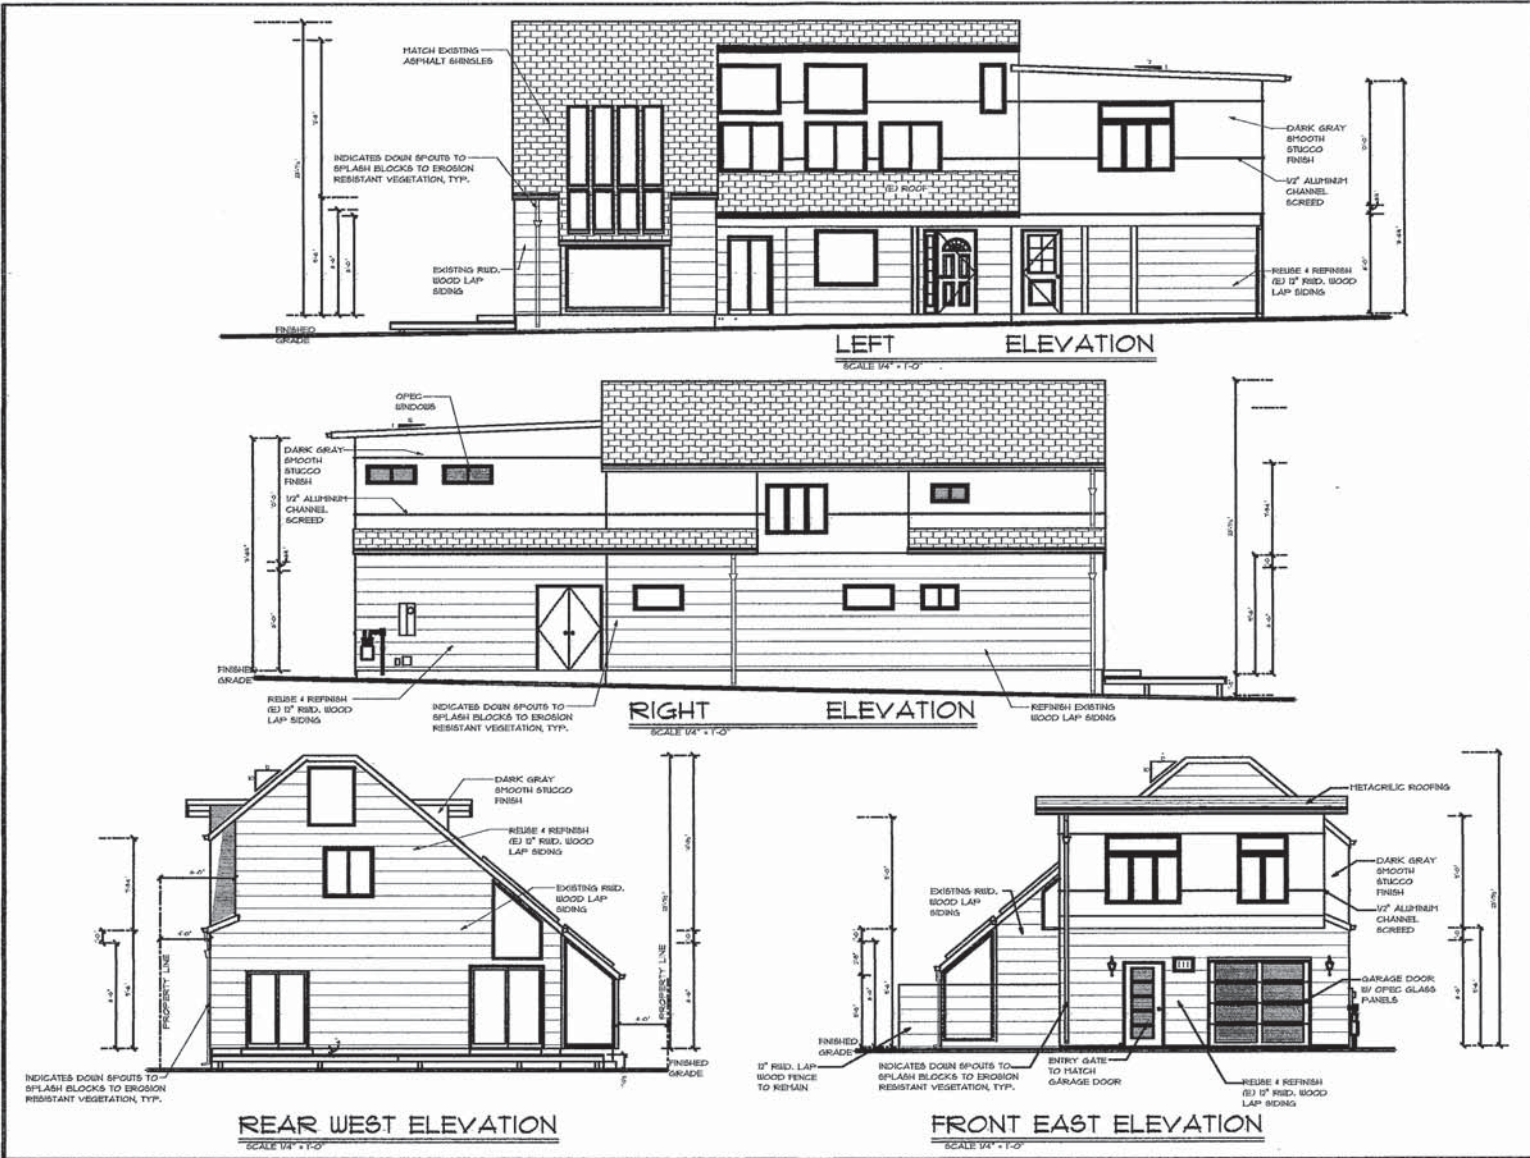 MATCH EXISTING
ASPHALT SHINGLES
INDICATES DOWN SPOUTS TO
SPLASH BLOCKS TO EROSION
RESISTANT VEGETATION, TYP.
EXISTING RWD.
WOOD LAP
SIDING
FINISHED
GRADE
(E) ROOF
DARK GRAY
SMOOTH
STUCCO
FINISH
1/2" ALUMINUM
CHANNEL
SCREED
REUSE & REFINISH
(E) 12" RWD. WOOD
LAP SIDING
LEFT ELEVATION
SCALE 1/4" = 1'-0"
OPEC
WINDOWS
DARK GRAY
SMOOTH
STUCCO
FINISH
1/2" ALUMINUM
CHANNEL
SCREED
FINISHED
GRADE
REUSE & REFINISH
(E) 12" RWD. WOOD
LAP SIDING
INDICATES DOWN SPOUTS TO
SPLASH BLOCKS TO EROSION
RESISTANT VEGETATION, TYP.
REFINISH EXISTING
WOOD LAP SIDING
RIGHT ELEVATION
SCALE 1/4" = 1'-0"
DARK GRAY
SMOOTH STUCCO
FINISH
REUSE & REFINISH
(E) 12" RWD. WOOD
LAP SIDING
EXISTING RWD.
WOOD LAP
SIDING
PROPERTY LINE
PROPERTY LINE
FINISHED
GRADE
INDICATES DOWN SPOUTS TO
SPLASH BLOCKS TO EROSION
RESISTANT VEGETATION, TYP.
REAR WEST ELEVATION
SCALE 1/4" = 1'-0"
METACRILIC ROOFING
EXISTING RWD.
WOOD LAP
SIDING
DARK GRAY
SMOOTH
STUCCO
FINISH
1/2" ALUMINUM
CHANNEL
SCREED
GARAGE DOOR
W/ OPEC GLASS
PANELS
FINISHED
GRADE
12" RWD. LAP
WOOD FENCE
TO REMAIN
INDICATES DOWN SPOUTS TO
SPLASH BLOCKS TO EROSION
RESISTANT VEGETATION, TYP.
ENTRY GATE
TO MATCH
GARAGE DOOR
REUSE & REFINISH
(E) 12" RWD. WOOD
LAP SIDING
FRONT EAST ELEVATION
SCALE 1/4" = 1'-0"